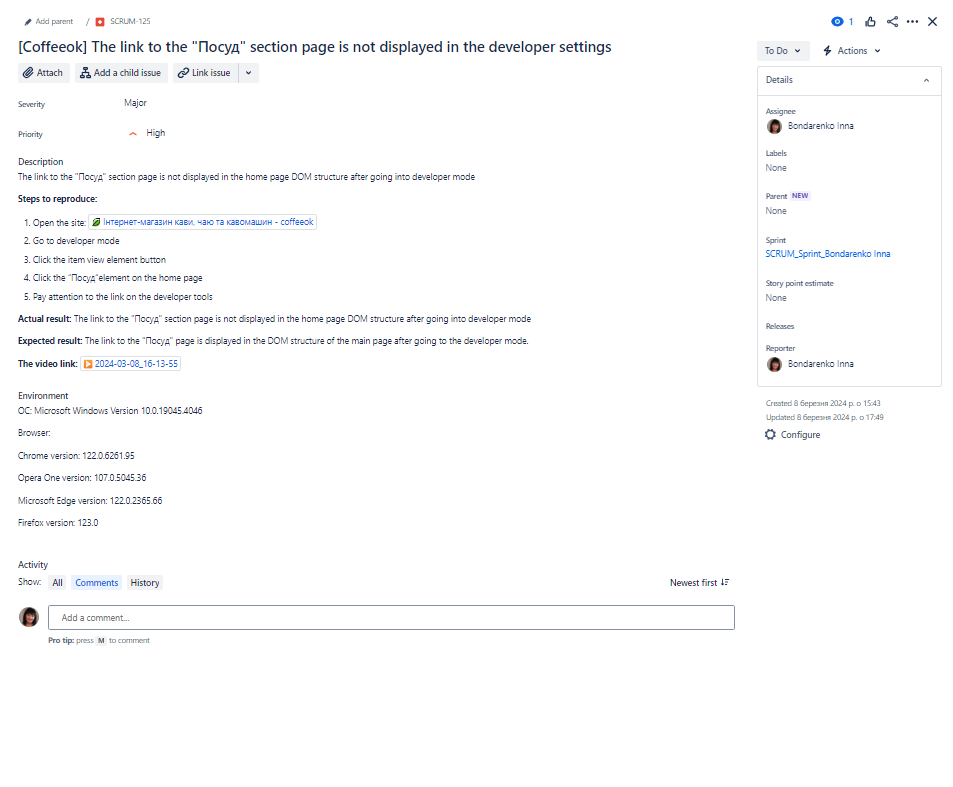 Add parent / SCRUM-125
1
[Coffeeok] The link to the "Посуд" section page is not displayed in the developer settings
To Do
Actions
Attach
Add a child issue
Link issue
Details
Severity
Major
Priority
High
Assignee
Bondarenko Inna
Labels
None
Parent NEW
None
Sprint
SCRUM_Sprint_Bondarenko Inna
Story point estimate
None
Releases
Reporter
Bondarenko Inna
Created 8 березня 2024 р. о 15:43
Updated 8 березня 2024 р. о 17:49
Configure
Description
The link to the "Посуд" section page is not displayed in the home page DOM structure after going into developer mode
Steps to reproduce:
1. Open the site: Інтернет-магазин кави, чаю та кавомашин - coffeeok
2. Go to developer mode
3. Click the item view element button
4. Click the "Посуд"element on the home page
5. Pay attention to the link on the developer tools
Actual result: The link to the "Посуд" section page is not displayed in the home page DOM structure after going into developer mode
Expected result: The link to the "Посуд" page is displayed in the DOM structure of the main page after going to the developer mode.
The video link: 2024-03-08_16-13-55
Environment
ОС: Microsoft Windows Version 10.0.19045.4046
Browser:
Chrome version: 122.0.6261.95
Opera One version: 107.0.5045.36
Microsoft Edge version: 122.0.2365.66
Firefox version: 123.0
Activity
Show: All Comments History
Newest first
Add a comment...
Pro tip: press M to comment